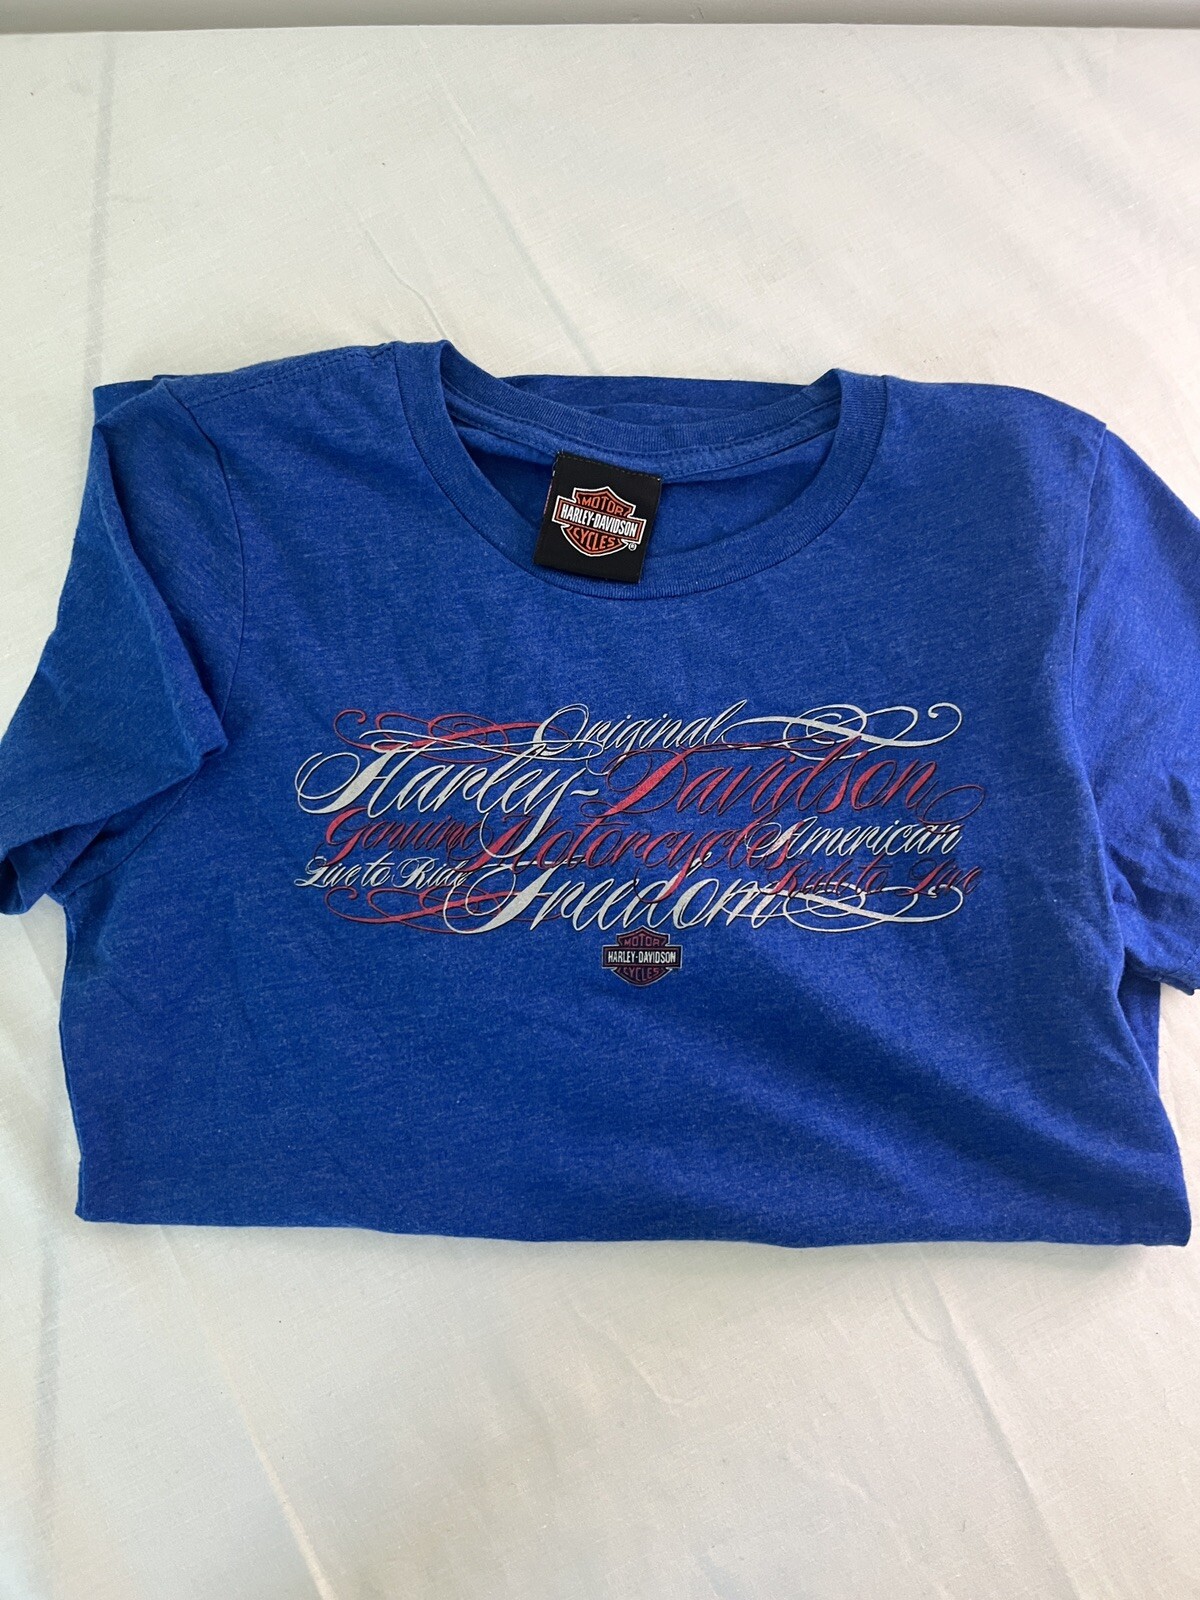 MOTOR
HARLEY-DAVIDSON
CYCLES
®
Original
Harley-Davidson
Genuine Motorcycles American
Live to Ride Freedom Ride to Live
MOTOR
HARLEY-DAVIDSON
CYCLES